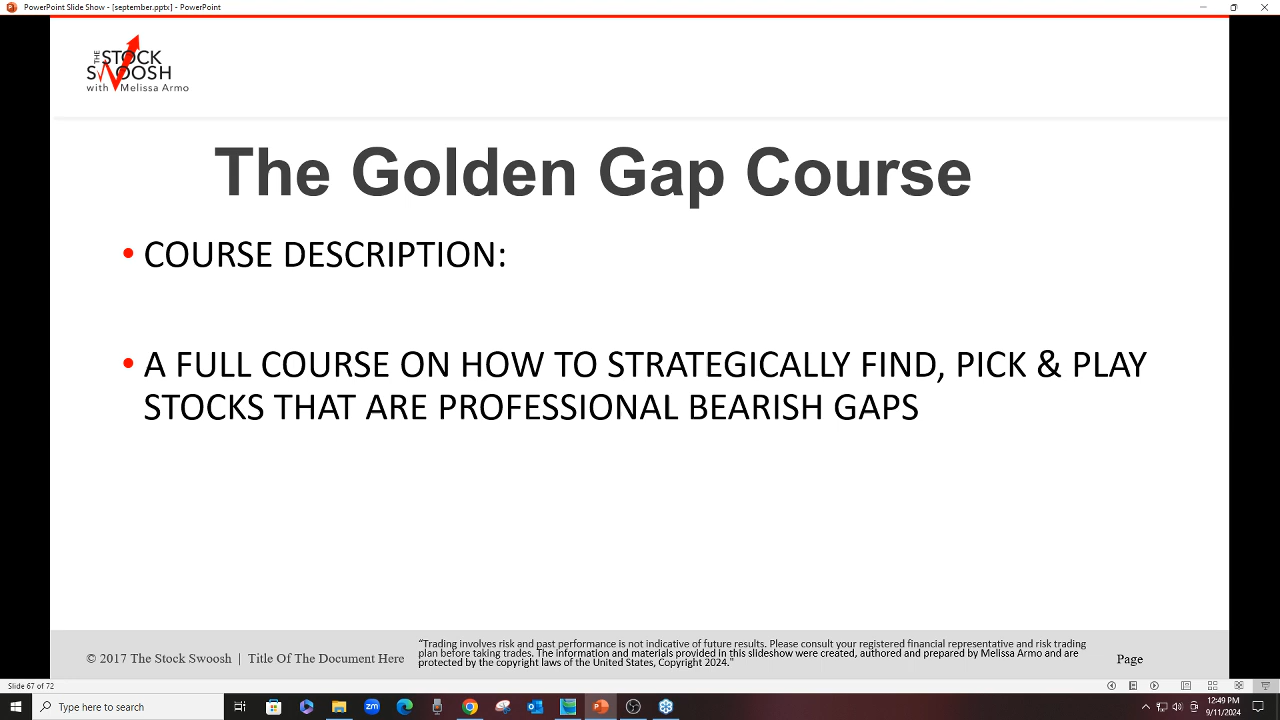 PowerPoint Slide Show - [september.pptx] - PowerPoint
THE STOCK
SWOOSH
with Melissa Armo
The Golden Gap Course
• COURSE DESCRIPTION:
• A FULL COURSE ON HOW TO STRATEGICALLY FIND, PICK & PLAY
STOCKS THAT ARE PROFESSIONAL BEARISH GAPS
© 2017 The Stock Swoosh | Title Of The Document Here
“Trading involves risk and past performance is not indicative of future results. Please consult your registered financial representative and risk trading
plan before taking trades. The information and materials provided in this slideshow were created, authored and prepared by Melissa Armo and are
protected by the copyright laws of the United States, Copyright 2024."
Page
Slide 67 of 72
Type here to search
12:49 PM
9/11/2024